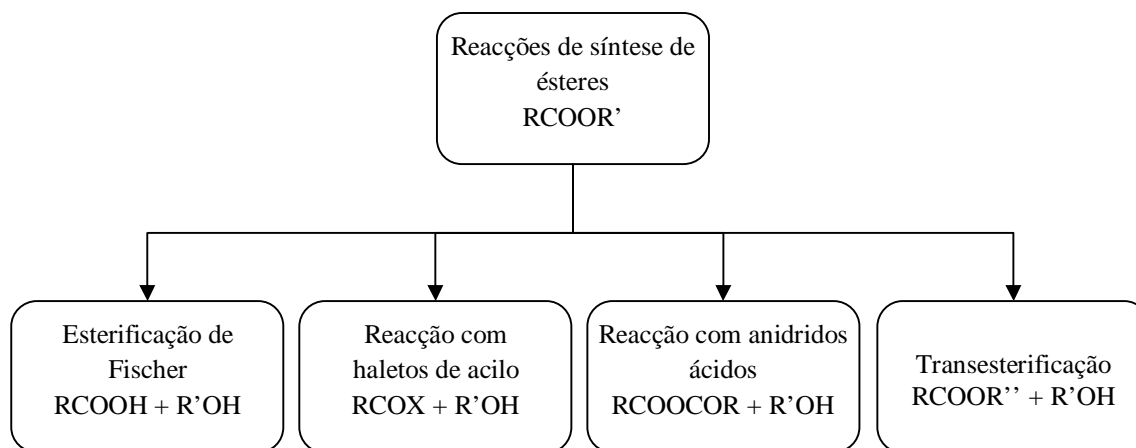 Reacções de síntese de
ésteres
RCOOR’
Esterificação de
Fischer
RCOOH + R’OH
Reacção com
haletos de acilo
RCOX + R’OH
Reacção com anidridos
ácidos
RCOOCOR + R’OH
Transesterificação
RCOOR’’ + R’OH